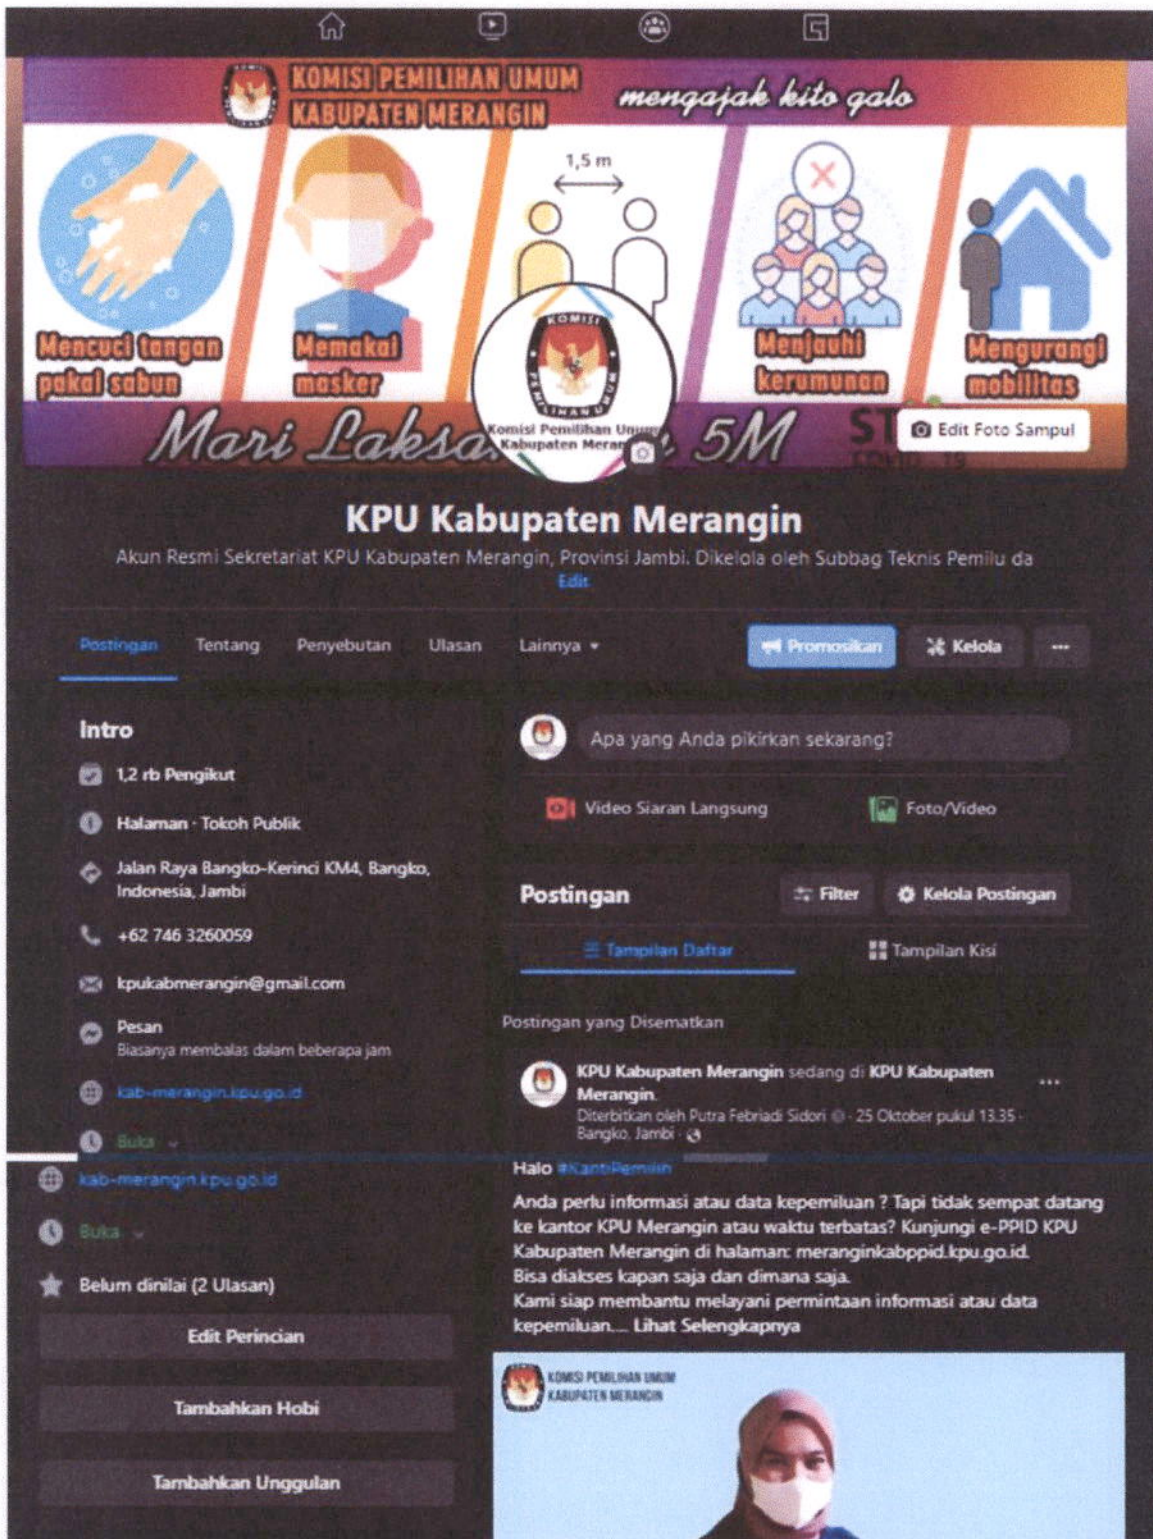 KOMISI PEMILIHAN UMUM
KABUPATEN MERANGIN
mengajak kito galo
1,5 m
Mencuci tangan
pakai sabun
Memakai
masker
Menjauhi
kerumunan
Mengurangi
mobilitas
KOMISI
PEMILIHAN UMUM
Komisi Pemilihan Umum
Kabupaten Meran
Mari Laksa 5M
ST
Edit Foto Sampul
KPU Kabupaten Merangin
Akun Resmi Sekretariat KPU Kabupaten Merangin, Provinsi Jambi. Dikelola oleh Subbag Teknis Pemilu da
Edit
Postingan Tentang Penyebutan Ulasan Lainnya
Promosikan Kelola ...
Intro
1,2 rb Pengikut
Halaman · Tokoh Publik
Jalan Raya Bangko-Kerinci KM4, Bangko,
Indonesia, Jambi
+62 746 3260059
kpukabmerangin@gmail.com
Pesan
Biasanya membalas dalam beberapa jam
kab-merangin.kpu.go.id
Buka
kab-merangin.kpu.go.id
Buka
Belum dinilai (2 Ulasan)
Edit Perincian
Tambahkan Hobi
Tambahkan Unggulan
Apa yang Anda pikirkan sekarang?
Video Siaran Langsung
Foto/Video
Postingan
Filter
Kelola Postingan
Tampilan Daftar
Tampilan Kisi
Postingan yang Disematkan
KPU Kabupaten Merangin sedang di KPU Kabupaten
Merangin.
Diterbitkan oleh Putra Febriadi Sidori · 25 Oktober pukul 13.35 ·
Bangko, Jambi ·
Halo #KantiPemilih
Anda perlu informasi atau data kepemiluan ? Tapi tidak sempat datang
ke kantor KPU Merangin atau waktu terbatas? Kunjungi e-PPID KPU
Kabupaten Merangin di halaman: meranginkabppid.kpu.go.id.
Bisa diakses kapan saja dan dimana saja.
Kami siap membantu melayani permintaan informasi atau data
kepemiluan.... Lihat Selengkapnya
KOMISI PEMILIHAN UMUM
KABUPATEN MERANGIN